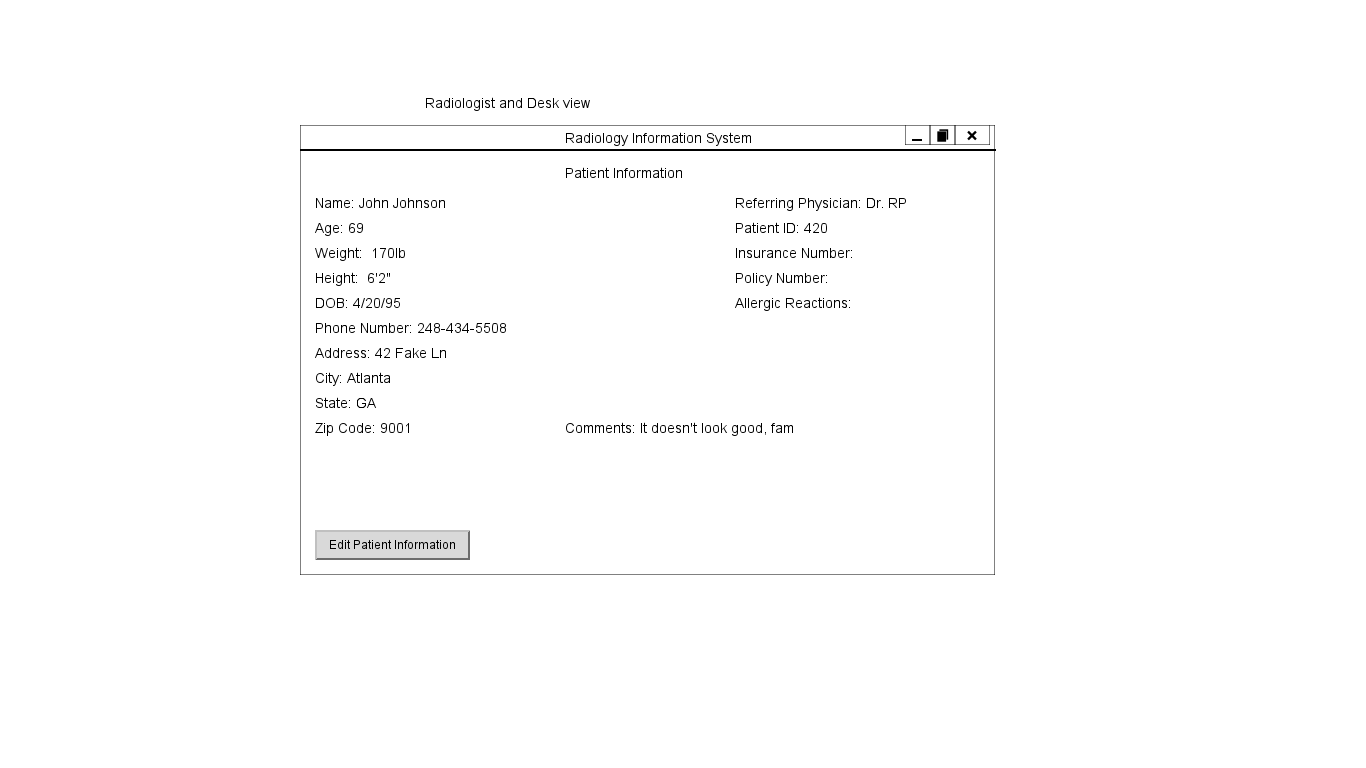 Radiologist and Desk view
Radiology Information System
Patient Information
Name: John Johnson
Age: 69
Weight: 170lb
Height: 6'2"
DOB: 4/20/95
Phone Number: 248-434-5508
Address: 42 Fake Ln
City: Atlanta
State: GA
Zip Code: 9001
Referring Physician: Dr. RP
Patient ID: 420
Insurance Number:
Policy Number:
Allergic Reactions:
Comments: It doesn't look good, fam
Edit Patient Information